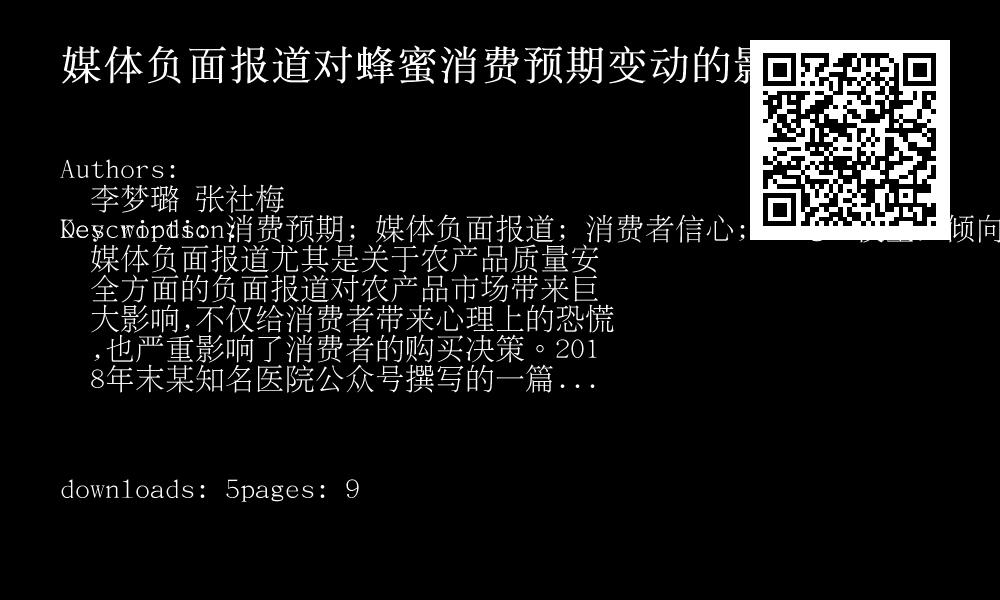 媒体负面报道对蜂蜜消费预期变动的
Authors:
李梦璐 张社梅
Keywords: 消费预期; 媒体负面报道; 消费者信心; 倾向
Description:
媒体负面报道尤其是关于农产品质量安
全方面的负面报道对农产品市场带来巨
大影响,不仅给消费者带来心理上的恐慌
,也严重影响了消费者的购买决策。201
8年末某知名医院公众号撰写的一篇...
downloads: 5pages: 9